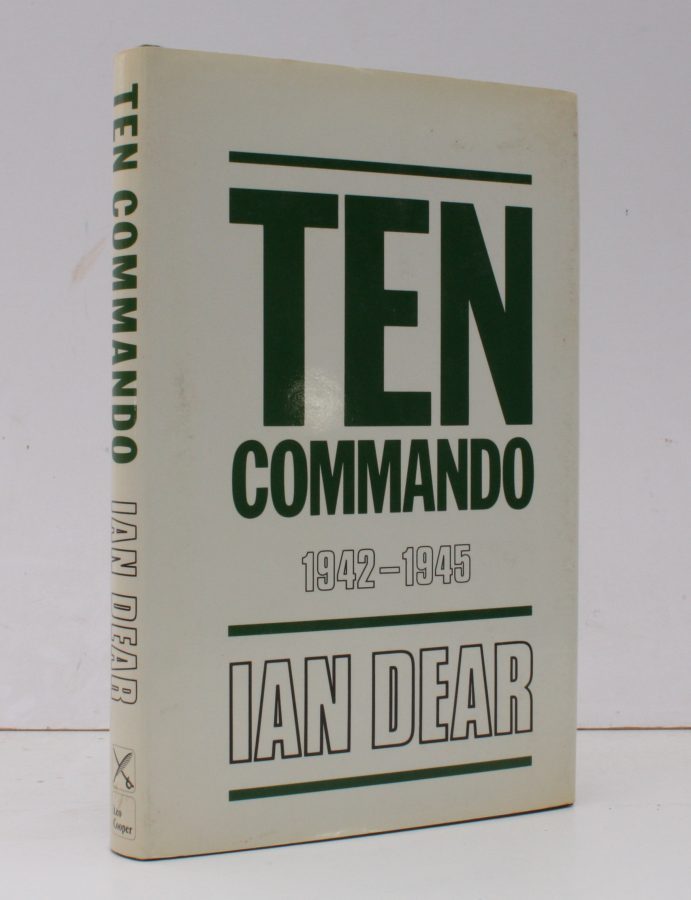 TEN COMMANDO IAN DEAR
Leo
Cooper
TEN
COMMANDO
1942–1945
IAN DEAR